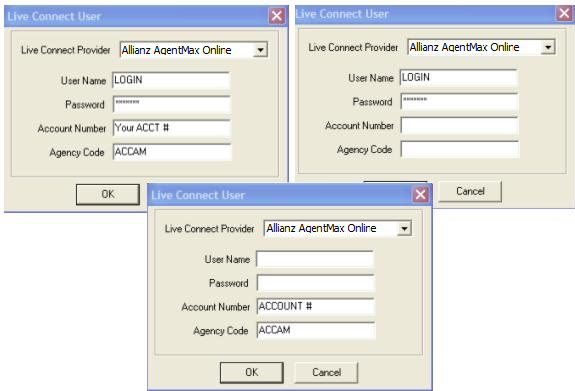 Live Connect User
Live Connect Provider Allianz AgentMax Online
User Name LOGIN
Password *******
Account Number Your ACCT #
Agency Code ACCAM
OK
Live Connect User
Live Connect Provider Allianz AgentMax Online
User Name LOGIN
Password *******
Account Number
Agency Code
Cancel
Live Connect User
Live Connect Provider Allianz AgentMax Online
User Name
Password
Account Number ACCOUNT #
Agency Code ACCAM
OK Cancel